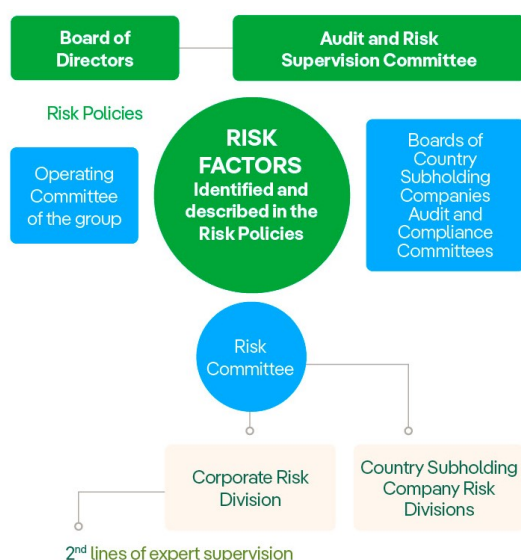 Board of
Directors
Audit and Risk
Supervision Committee
Risk Policies
RISK
FACTORS
Identified and
described in the
Risk Policies
Operating
Committee
of the group
Boards of
Country
Subholding
Companies
Audit and
Compliance
Committees
Risk
Committee
Corporate Risk
Division
Country Subholding
Company Risk
Divisions
2nd lines of expert supervision